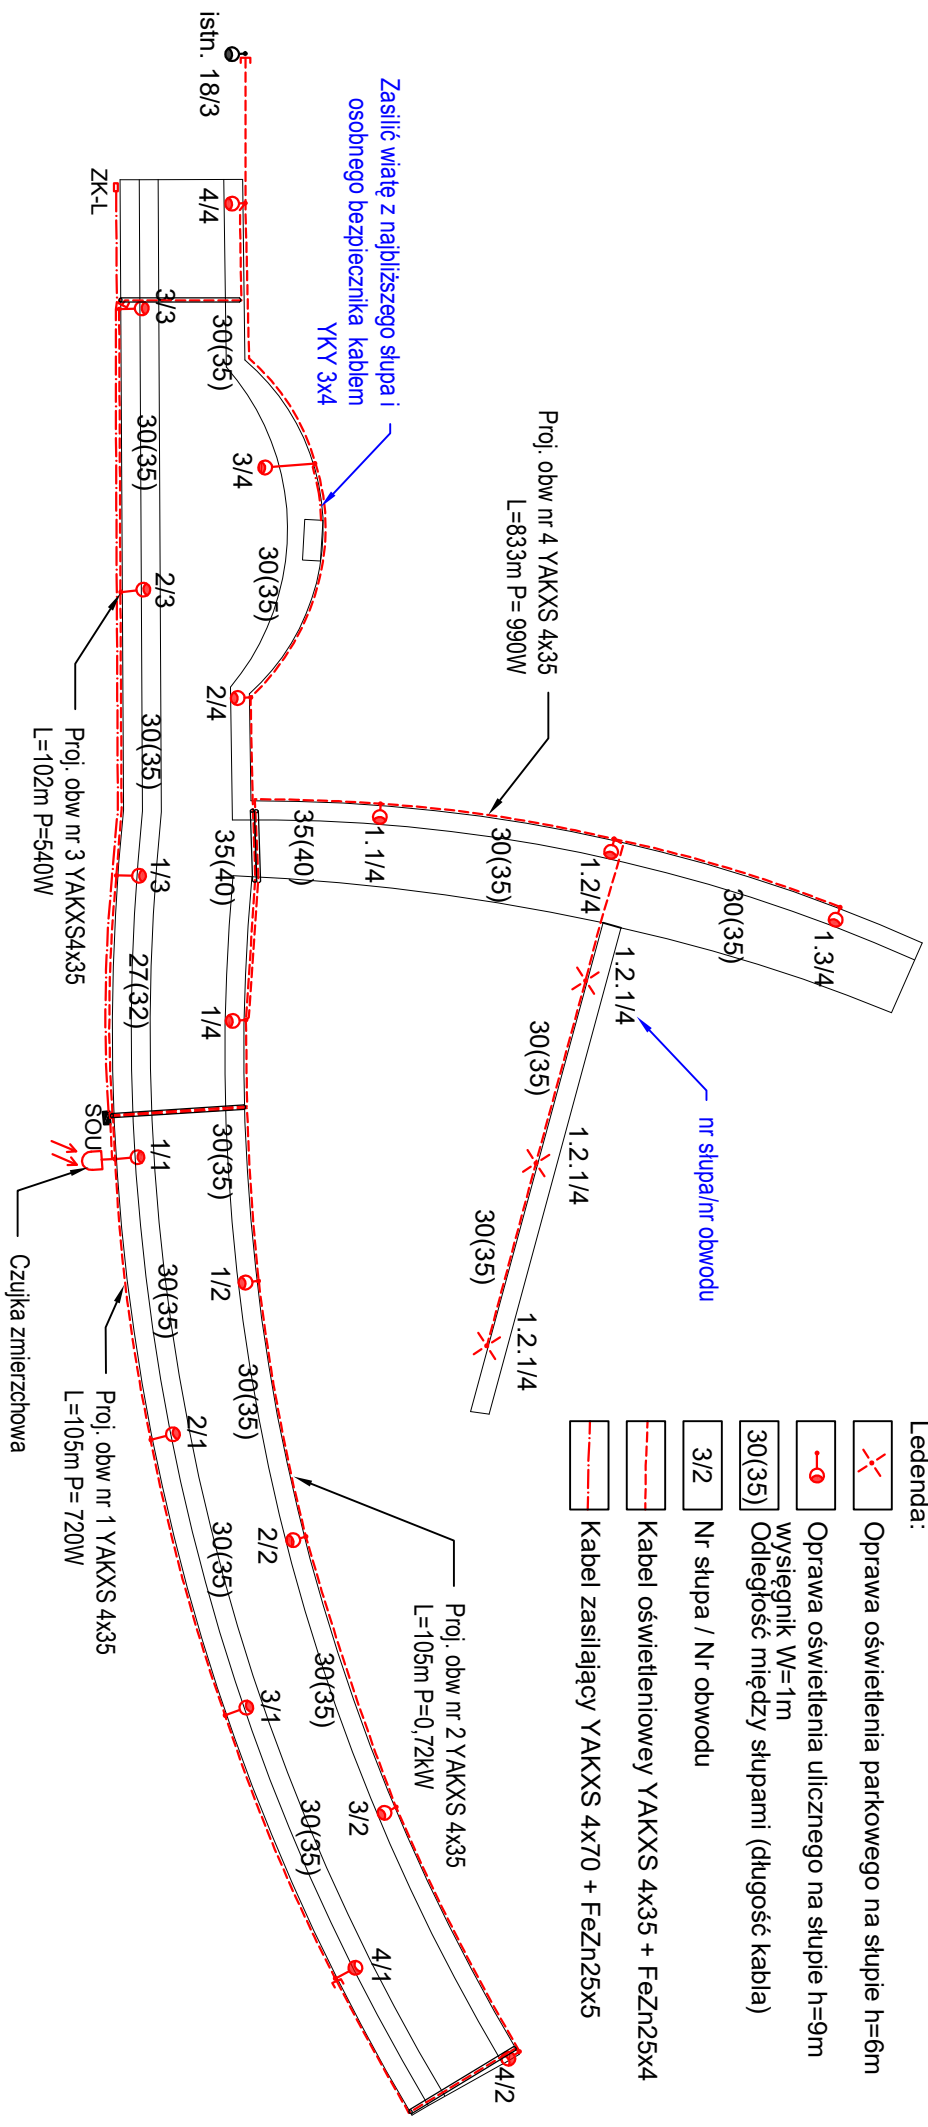 istn. 18/3
Zasilić wiatę z najbliższego słupa i
osobnego bezpiecznika kablem
YKY 3x4
ZK-L
4/4
3/3
30(35)
30(35)
3/4
30(35)
2/3
2/4
30(35)
Proj. obw nr 3 YAKXS4x35
L=102m P=540W
Proj. obw nr 4 YAKXS 4x35
L=833m P= 990W
35(40)
35(40)
1.1/4
30(35)
1.2/4
30(35)
1.3/4
1/3
27(32)
1/4
1.2.1/4
30(35)
1.2.1/4
30(35)
1.2.1/4
nr słupa/nr obwodu
SOU
1/1
30(35)
Czujka zmierzchowa
1/2
30(35)
30(35)
2/1
Proj. obw nr 1 YAKXS 4x35
L=105m P= 720W
2/2
30(35)
Proj. obw nr 2 YAKXS 4x35
L=105m P=0,72kW
30(35)
3/1
3/2
30(35)
4/1
4/2
Ledenda:
Oprawa oświetlenia parkowego na słupie h=6m
Oprawa oświetlenia ulicznego na słupie h=9m
wysięgnik W=1m
30(35)
Odległość między słupami (długość kabla)
3/2
Nr słupa / Nr obwodu
Kabel oświetleniowey YAKXS 4x35 + FeZn25x4
Kabel zasilający YAKXS 4x70 + FeZn25x5